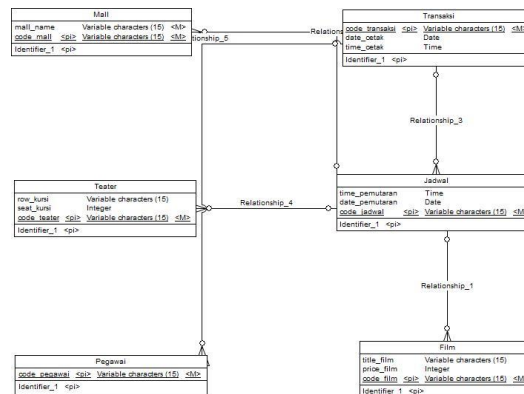 Mall
mall_name Variable characters (15) <M>
code_mall <pi> Variable characters (15) <M>
Identifier_1 <pi>
Transaksi
code_transaksi <pi> Variable characters (15) <M>
date_cetak Date
time_cetak Time
Identifier_1 <pi>
Relations
tionship_5
Relationship_3
Teater
row_kursi Variable characters (15)
seat_kursi Integer
code_teater <pi> Variable characters (15) <M>
Identifier_1 <pi>
Relationship_4
Jadwal
time_pemutaran Time
date_pemutaran Date
code_jadwal <pi> Variable characters (15) <M>
Identifier_1 <pi>
Relationship_1
Pegawai
code_pegawai <pi> Variable characters (15) <M>
Identifier_1 <pi>
Film
title_film Variable characters (15)
price_film Integer
code_film <pi> Variable characters (15) <M>
Identifier_1 <pi>